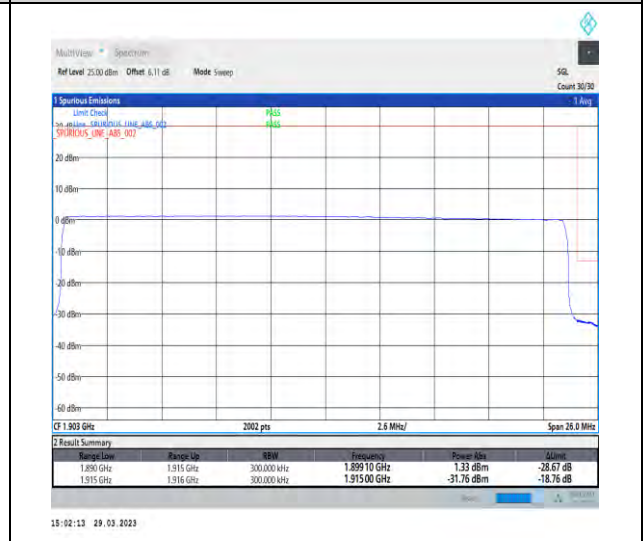 MultiView Spectrum
Ref Level 25.00 dBm Offset 6.11 dB Mode Sweep SGL
Count 30/30
1 Spurious Emissions 1 Avg
Limit Check PASS
Line SPURIOUS_LINE_ABS_002 PASS
SPURIOUS_LINE_ABS_002
20 dBm
10 dBm
0 dBm
-10 dBm
-20 dBm
-30 dBm
-40 dBm
-50 dBm
-60 dBm
CF 1.903 GHz 2002 pts 2.6 MHz/ Span 26.0 MHz
2 Result Summary
Range Low Range Up RBW Frequency Power Abs ΔLimit
1.890 GHz 1.915 GHz 300.000 kHz 1.89910 GHz 1.33 dBm -28.67 dB
1.915 GHz 1.916 GHz 300.000 kHz 1.91500 GHz -31.76 dBm -18.76 dB
15:02:13 29.03.2023